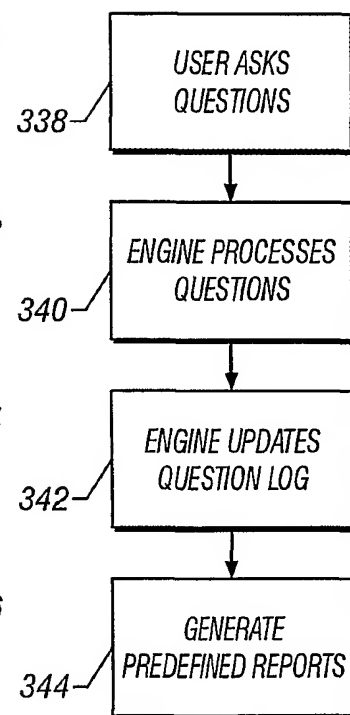 USER ASKS
QUESTIONS
338
ENGINE PROCESSES
QUESTIONS
340
ENGINE UPDATES
QUESTION LOG
342
GENERATE
PREDEFINED REPORTS
344